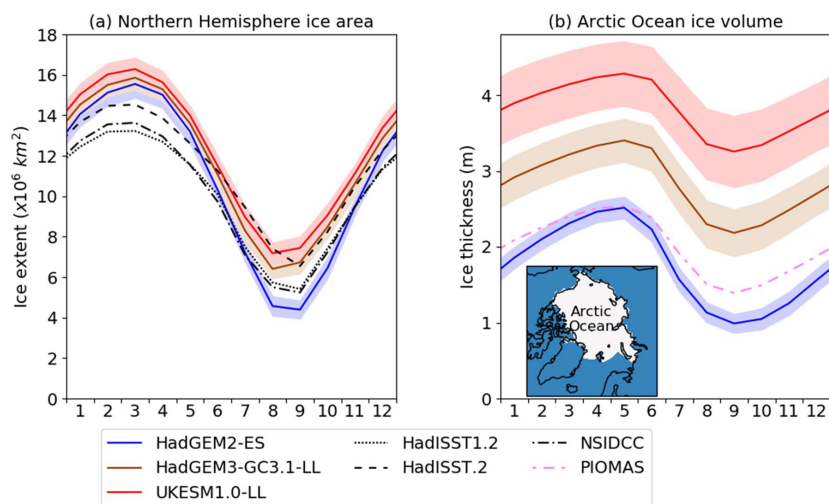 (a) Northern Hemisphere ice area
(b) Arctic Ocean ice volume
Ice extent (x10⁶ km²)
18
16
14
12
10
8
6
4
2
0
1 2 3 4 5 6 7 8 9 10 11 12
Ice thickness (m)
4
3
2
1
0
Arctic
Ocean
1 2 3 4 5 6 7 8 9 10 11 12
HadGEM2-ES
HadGEM3-GC3.1-LL
UKESM1.0-LL
HadISST1.2
HadISST.2
NSIDCC
PIOMAS